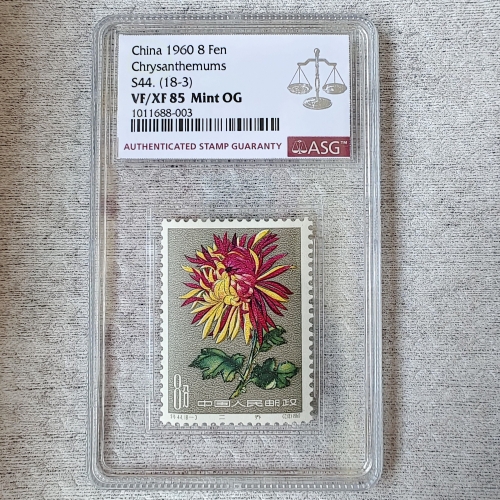 China 1960 8 Fen
Chrysanthemums
S44. (18-3)
VF/XF 85 Mint OG
1011688-003
AUTHENTICATED STAMP GUARANTY
ASG™
8分
中国人民邮政